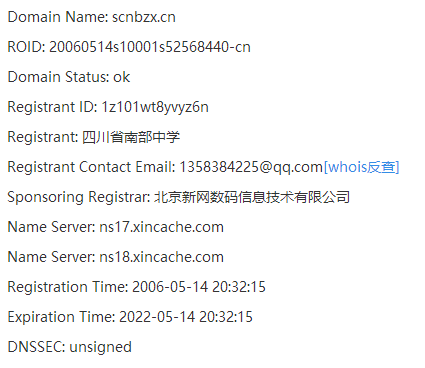 Domain Name: scnbzx.cn
ROID: 20060514s10001s52568440-cn
Domain Status: ok
Registrant ID: 1z101wt8yvyz6n
Registrant: 四川省南部中学
Registrant Contact Email: 1358384225@qq.com[whois反查]
Sponsoring Registrar: 北京新网数码信息技术有限公司
Name Server: ns17.xincache.com
Name Server: ns18.xincache.com
Registration Time: 2006-05-14 20:32:15
Expiration Time: 2022-05-14 20:32:15
DNSSEC: unsigned